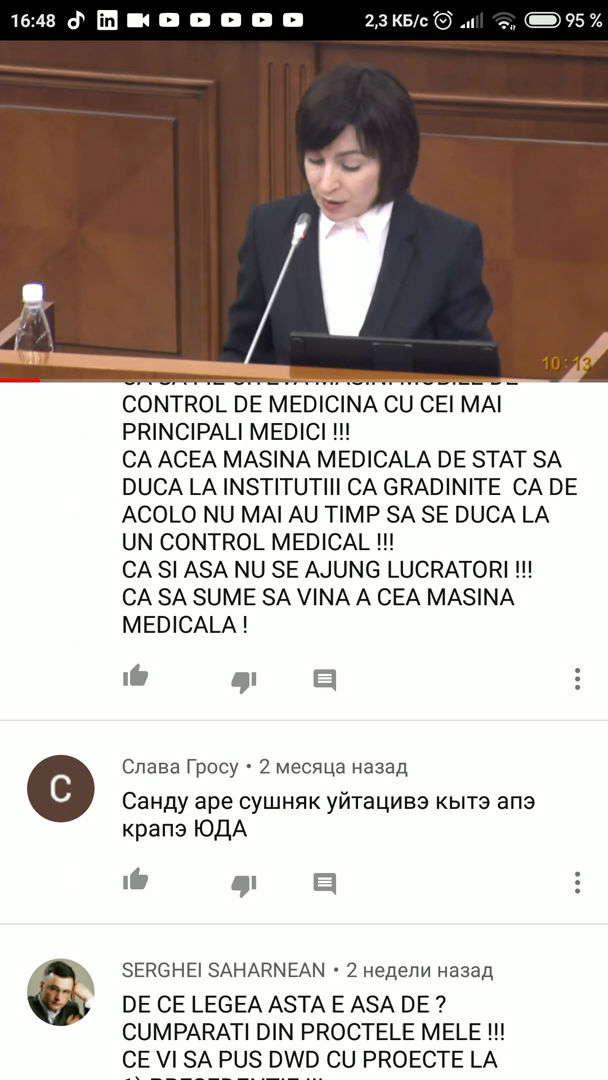 16:48 2,3 КБ/с 95 %
10:13
CONTROL DE MEDICINA CU CEI MAI
PRINCIPALI MEDICI !!!
CA ACEA MASINA MEDICALA DE STAT SA
DUCA LA INSTITUTIII CA GRADINITE CA DE
ACOLO NU MAI AU TIMP SA SE DUCA LA
UN CONTROL MEDICAL !!!
CA SI ASA NU SE AJUNG LUCRATORI !!!
CA SA SUME SA VINA A CEA MASINA
MEDICALA !
С
Слава Гросу • 2 месяца назад
Санду аре сушняк уйтацивэ кытэ апэ
крапэ ЮДА
SERGHEI SAHARNEAN • 2 недели назад
DE CE LEGEA ASTA E ASA DE ?
CUMPARATI DIN PROCTELE MELE !!!
CE VI SA PUS DWD CU PROECTE LA